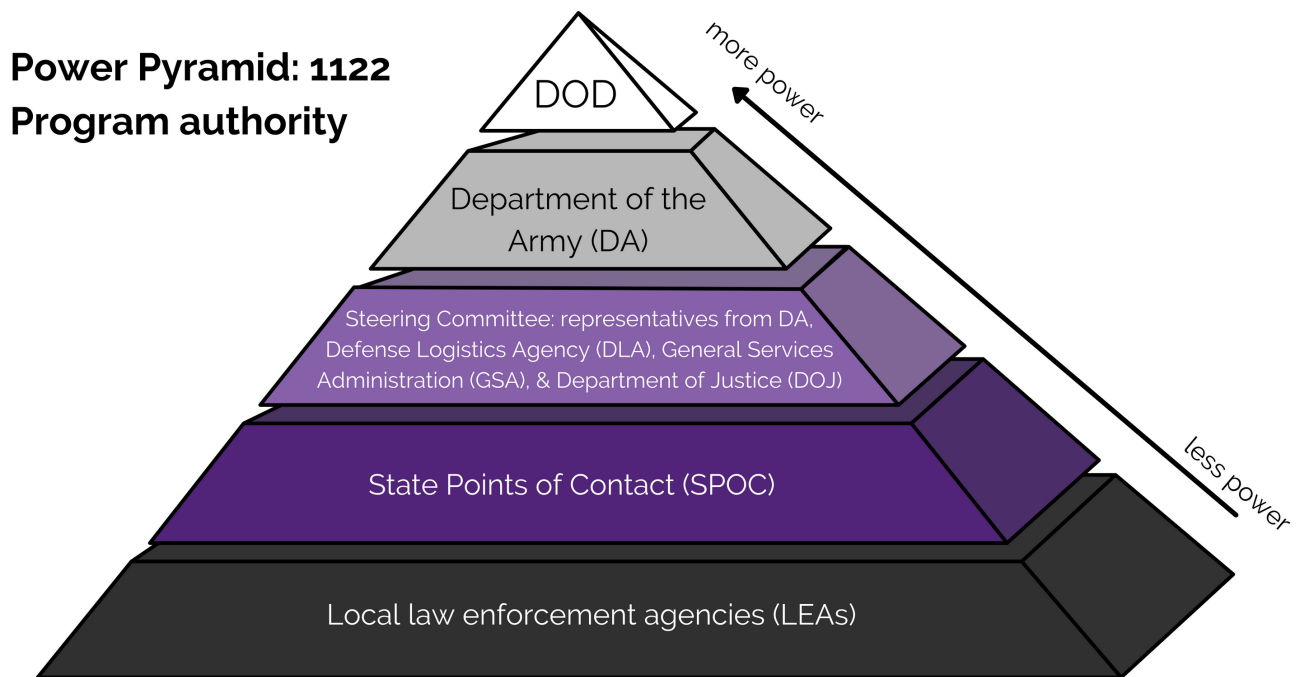 Power Pyramid: 1122
Program authority
more power
DOD
Department of the
Army (DA)
Steering Committee: representatives from DA,
Defense Logistics Agency (DLA), General Services
Administration (GSA), & Department of Justice (DOJ)
less power
State Points of Contact (SPOC)
Local law enforcement agencies (LEAs)